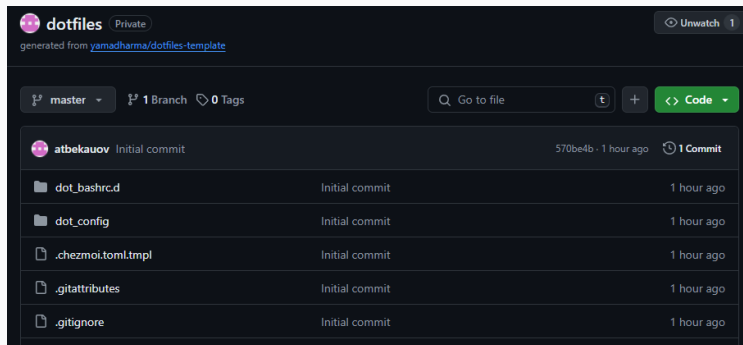 dotfiles Private
Unwatch 1
generated from yamadharma/dotfiles-template
master 1 Branch 0 Tags Go to file t + <> Code
atbekauov Initial commit 570be4b · 1 hour ago 1 Commit
dot_bashrc.d Initial commit 1 hour ago
dot_config Initial commit 1 hour ago
.chezmoi.toml.tmpl Initial commit 1 hour ago
.gitattributes Initial commit 1 hour ago
.gitignore Initial commit 1 hour ago